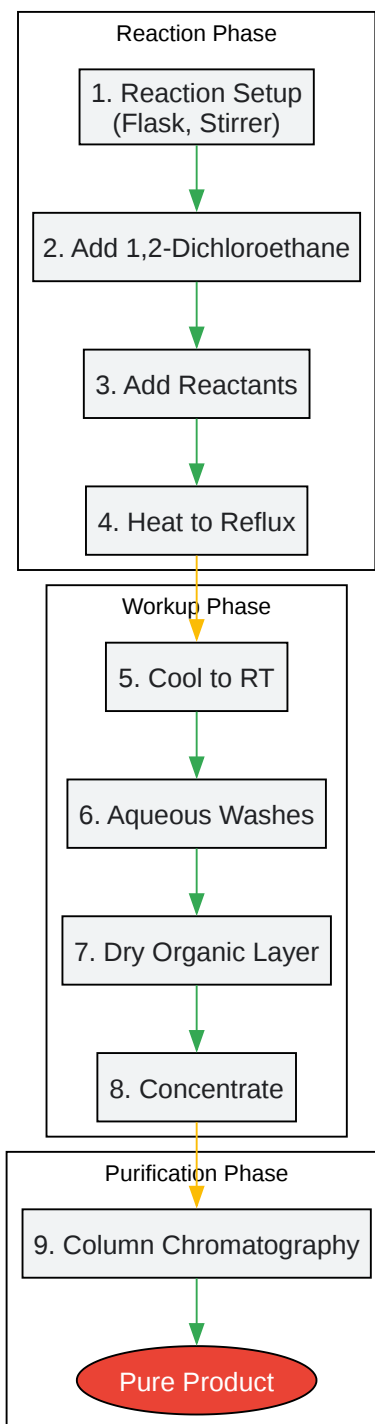 Reaction Phase
1. Reaction Setup
(Flask, Stirrer)
2. Add 1,2-Dichloroethane
3. Add Reactants
4. Heat to Reflux
Workup Phase
5. Cool to RT
6. Aqueous Washes
7. Dry Organic Layer
8. Concentrate
Purification Phase
9. Column Chromatography
Pure Product